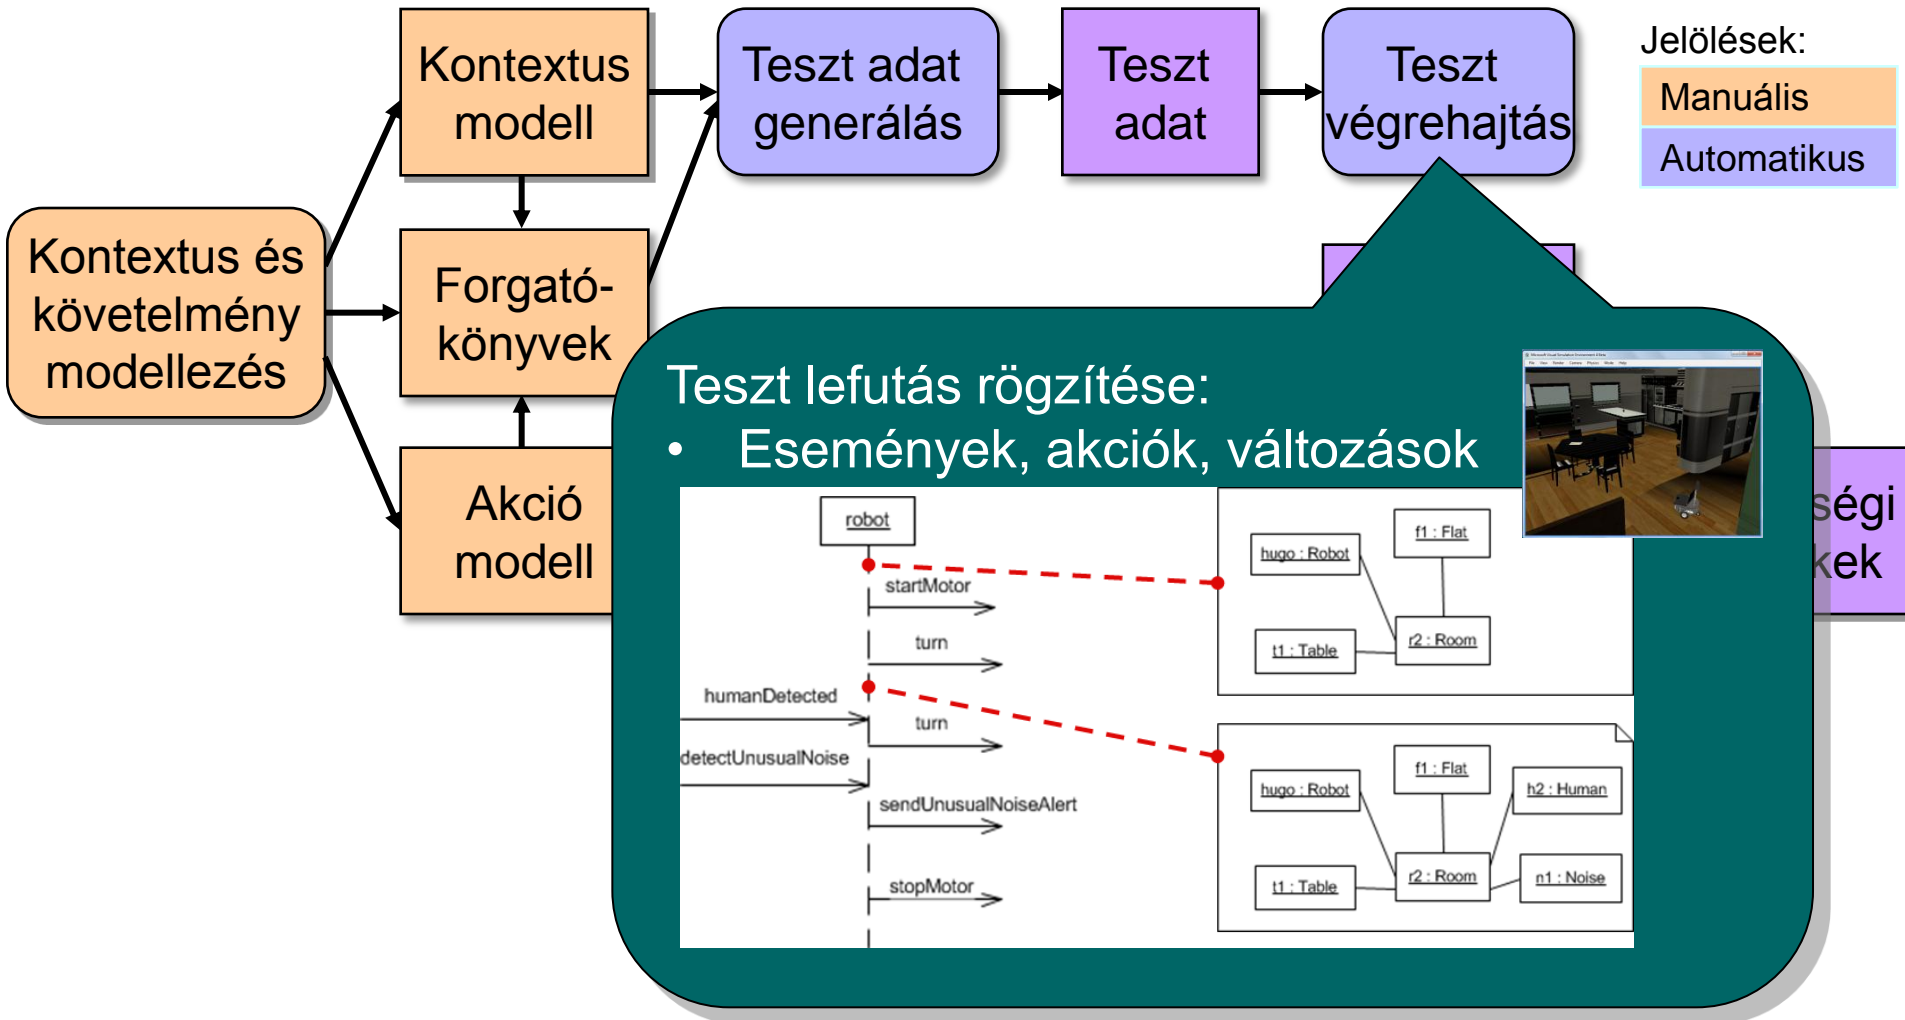 Kontextus
modell
Teszt adat
generálás
Teszt
adat
Teszt
végrehajtás
Jelölések:
Manuális
Automatikus
Kontextus és
követelmény
modellezés
Forgató-
könyvek
Akció
modell
ségi
kek
Teszt lefutás rögzítése:
• Események, akciók, változások
robot
startMotor
turn
humanDetected
turn
detectUnusualNoise
sendUnusualNoiseAlert
stopMotor
f1 : Flat
hugo : Robot
t1 : Table
r2 : Room
f1 : Flat
hugo : Robot
h2 : Human
t1 : Table
r2 : Room
n1 : Noise